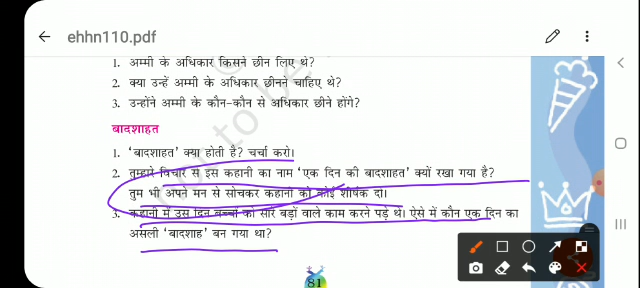 ehhn110.pdf
1. अम्मी के अधिकार किसने छीन लिए थे?
2. क्या उन्हें अम्मी के अधिकार छीनने चाहिए थे?
3. उन्होंने अम्मी के कौन-कौन से अधिकार छीने होंगे?
बादशाहत
1. ‘बादशाहत’ क्या होती है? चर्चा करो।
2. तुम्हारे विचार से इस कहानी का नाम ‘एक दिन की बादशाहत’ क्यों रखा गया है?
तुम भी अपने मन से सोचकर कहानी को कोई शीर्षक दो।
3. कहानी में उस दिन बच्चों को सारे बड़ों वाले काम करने पड़े थे। ऐसे में कौन एक दिन का
असली ‘बादशाह’ बन गया था?
81